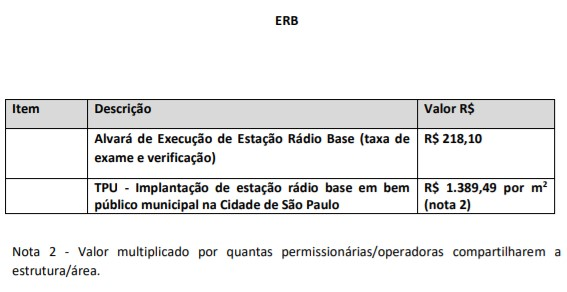 ERB
Item Descrição Valor R$
Alvará de Execução de Estação Rádio Base (taxa de R$ 218,10
exame e verificação)
TPU - Implantação de estação rádio base em bem R$ 1.389,49 por m²
público municipal na Cidade de São Paulo (nota 2)
Nota 2 - Valor multiplicado por quantas permissionárias/operadoras compartilharem a
estrutura/área.